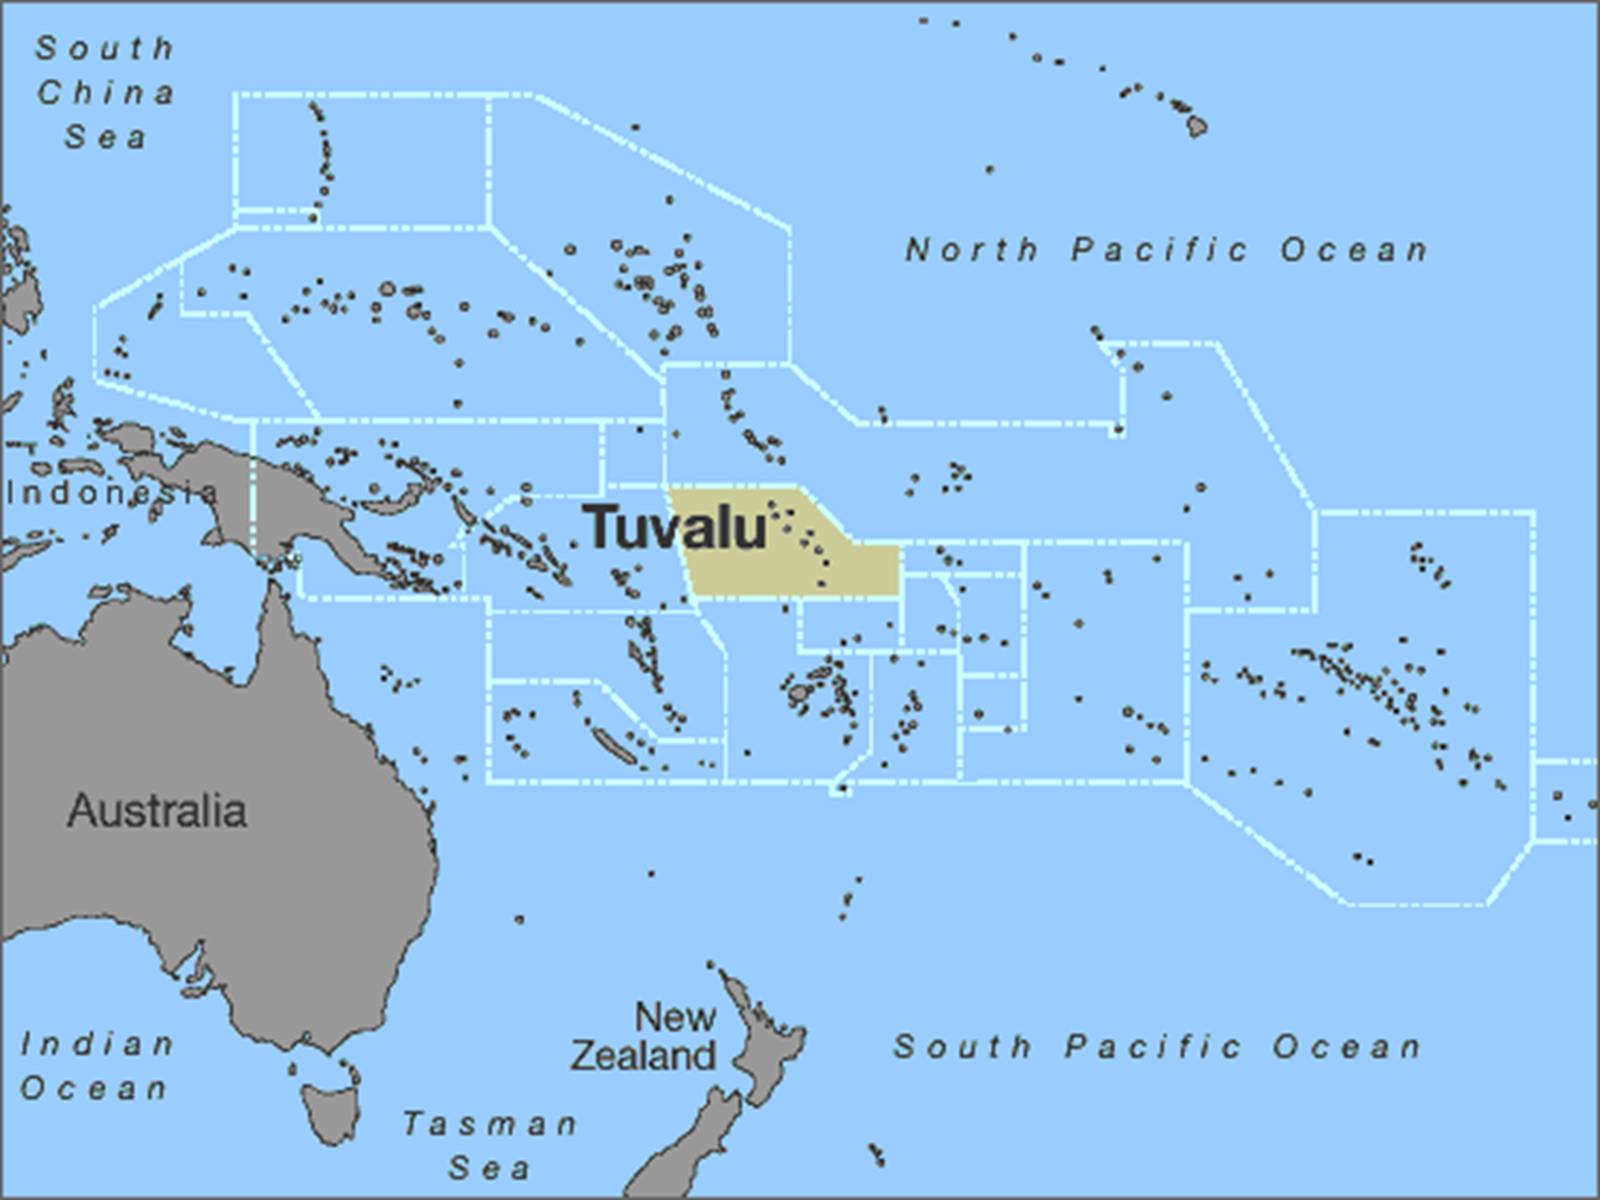 South
China
Sea
North Pacific Ocean
Indonesia
Tuvalu
Australia
New
Zealand
Indian
Ocean
South Pacific Ocean
Tasman
Sea